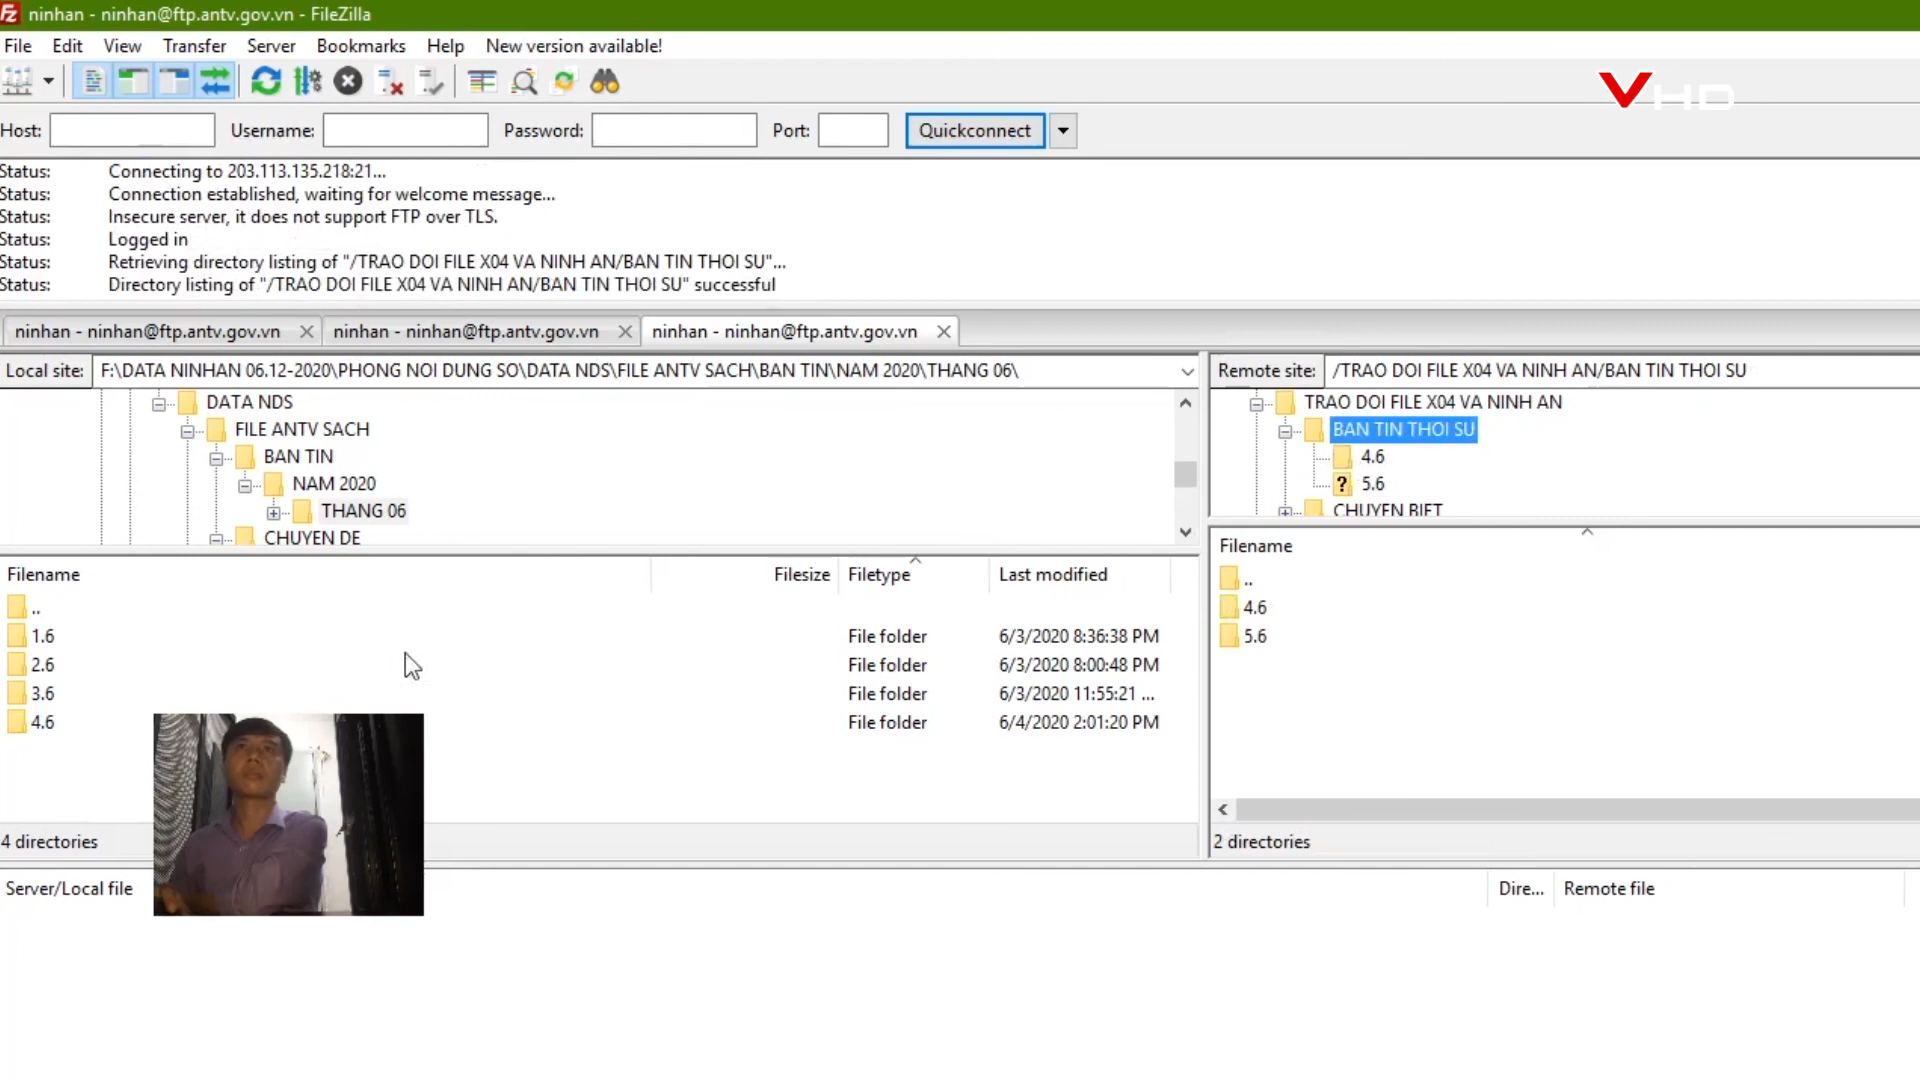 ninhan - ninhan@ftp.antv.gov.vn - FileZilla
File Edit View Transfer Server Bookmarks Help New version available!
VHD
Host: Username: Password: Port: Quickconnect
Status: Connecting to 203.113.135.218:21...
Status: Connection established, waiting for welcome message...
Status: Insecure server, it does not support FTP over TLS.
Status: Logged in
Status: Retrieving directory listing of "/TRAO DOI FILE X04 VA NINH AN/BAN TIN THOI SU"...
Status: Directory listing of "/TRAO DOI FILE X04 VA NINH AN/BAN TIN THOI SU" successful
ninhan - ninhan@ftp.antv.gov.vn ninhan - ninhan@ftp.antv.gov.vn ninhan - ninhan@ftp.antv.gov.vn
Local site: F:\DATA NINHAN 06.12-2020\PHONG NOI DUNG SO\DATA NDS\FILE ANTV SACH\BAN TIN\NAM 2020\THANG 06\
DATA NDS
FILE ANTV SACH
BAN TIN
NAM 2020
THANG 06
CHUYEN DE
Filename Filesize Filetype Last modified
..
1.6 File folder 6/3/2020 8:36:38 PM
2.6 File folder 6/3/2020 8:00:48 PM
3.6 File folder 6/3/2020 11:55:21 ...
4.6 File folder 6/4/2020 2:01:20 PM
4 directories
Remote site: /TRAO DOI FILE X04 VA NINH AN/BAN TIN THOI SU
TRAO DOI FILE X04 VA NINH AN
BAN TIN THOI SU
4.6
? 5.6
CHUYEN BIET
Filename
..
4.6
5.6
2 directories
Server/Local file Dire... Remote file